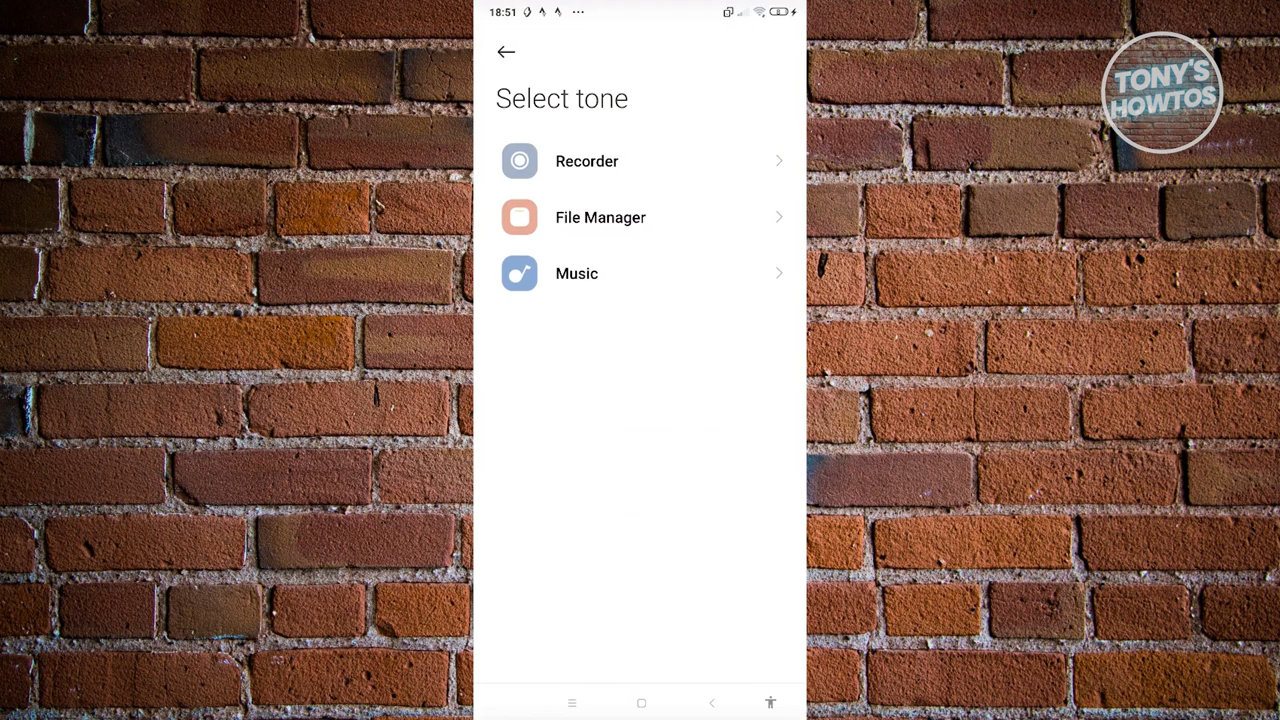 18:51
Select tone
Recorder
File Manager
Music
TONY'S
HOWTOS